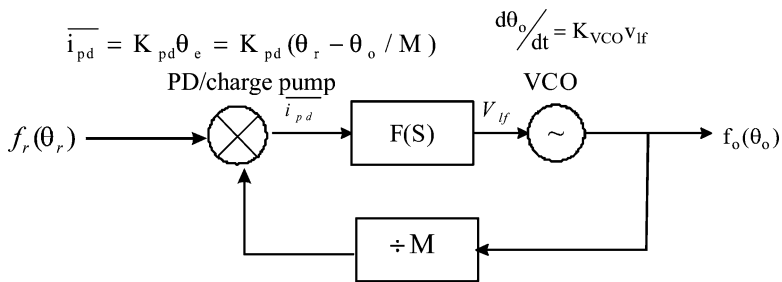 i_pd = K_pd θ_e = K_pd (θ_r − θ_o / M)
dθ_o/dt = K_VCO v_lf
PD/charge pump
VCO
i_pd
V_lf
f_r(θ_r)
F(S)
~
f_o(θ_o)
÷M